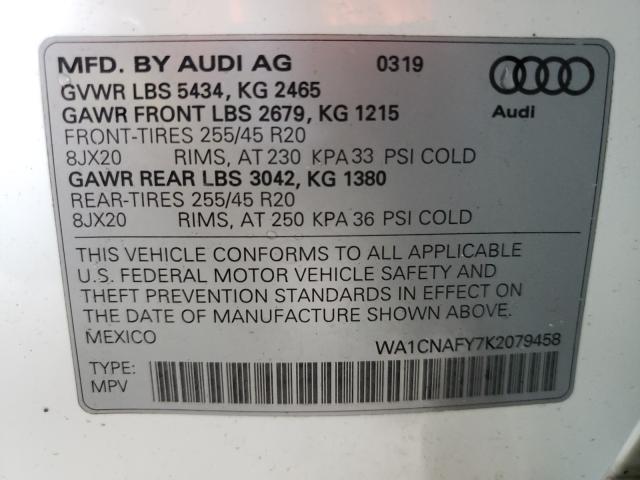 MFD. BY AUDI AG 0319
GVWR LBS 5434, KG 2465
GAWR FRONT LBS 2679, KG 1215
Audi
FRONT-TIRES 255/45 R20
8JX20 RIMS, AT 230 KPA 33 PSI COLD
GAWR REAR LBS 3042, KG 1380
REAR-TIRES 255/45 R20
8JX20 RIMS, AT 250 KPA 36 PSI COLD
THIS VEHICLE CONFORMS TO ALL APPLICABLE
U.S. FEDERAL MOTOR VEHICLE SAFETY AND
THEFT PREVENTION STANDARDS IN EFFECT ON
THE DATE OF MANUFACTURE SHOWN ABOVE.
MEXICO
WA1CNAFY7K2079458
TYPE:
MPV